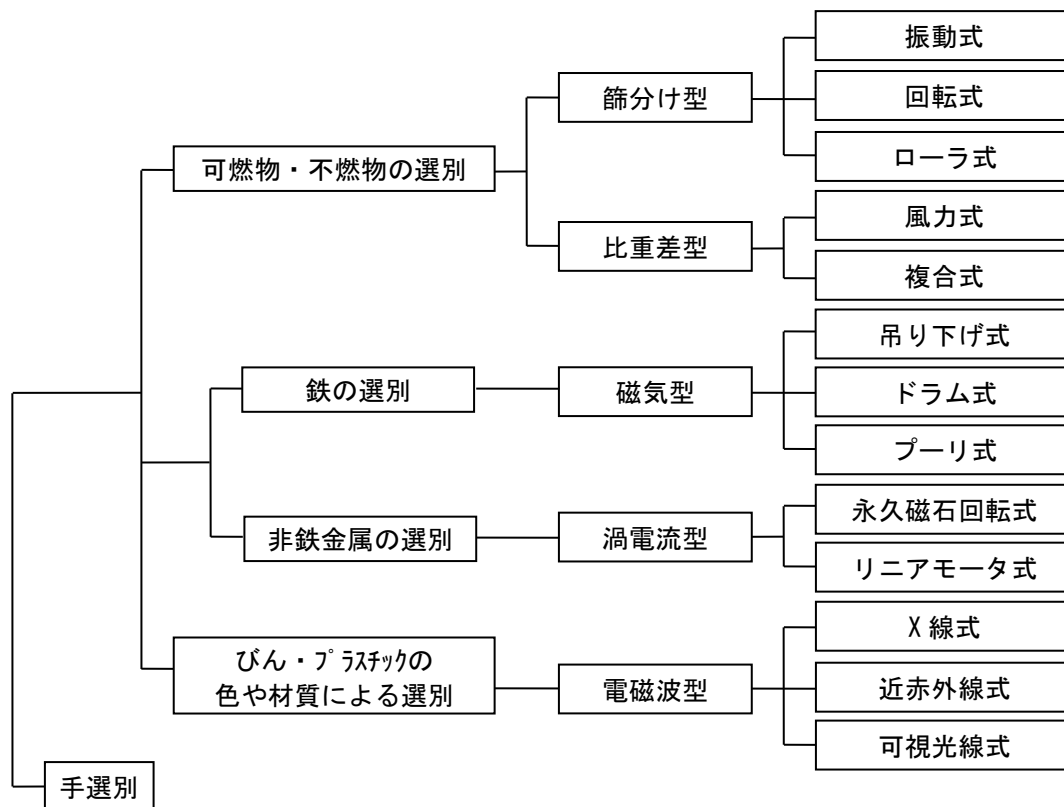 振動式
篩分け型
回転式
ローラ式
可燃物・不燃物の選別
風力式
比重差型
複合式
吊り下げ式
鉄の選別
磁気型
ドラム式
プーリ式
永久磁石回転式
非鉄金属の選別
渦電流型
リニアモータ式
X 線式
びん・プラスチックの
色や材質による選別
電磁波型
近赤外線式
可視光線式
手選別